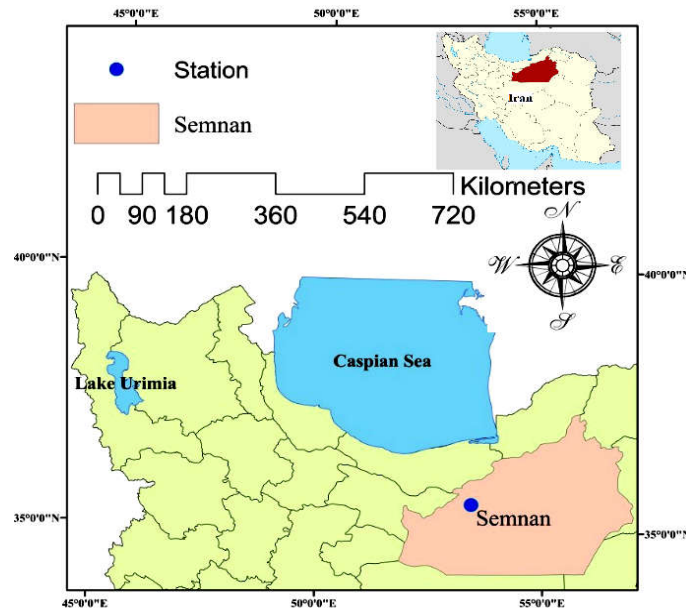 45°0'0"E 50°0'0"E 55°0'0"E
Station
Semnan
Iran
Kilometers
0 90 180 360 540 720
N
W E
S
40°0'0"N 40°0'0"N
Caspian Sea
Lake Urimia
Semnan
35°0'0"N 35°0'0"N
45°0'0"E 50°0'0"E 55°0'0"E